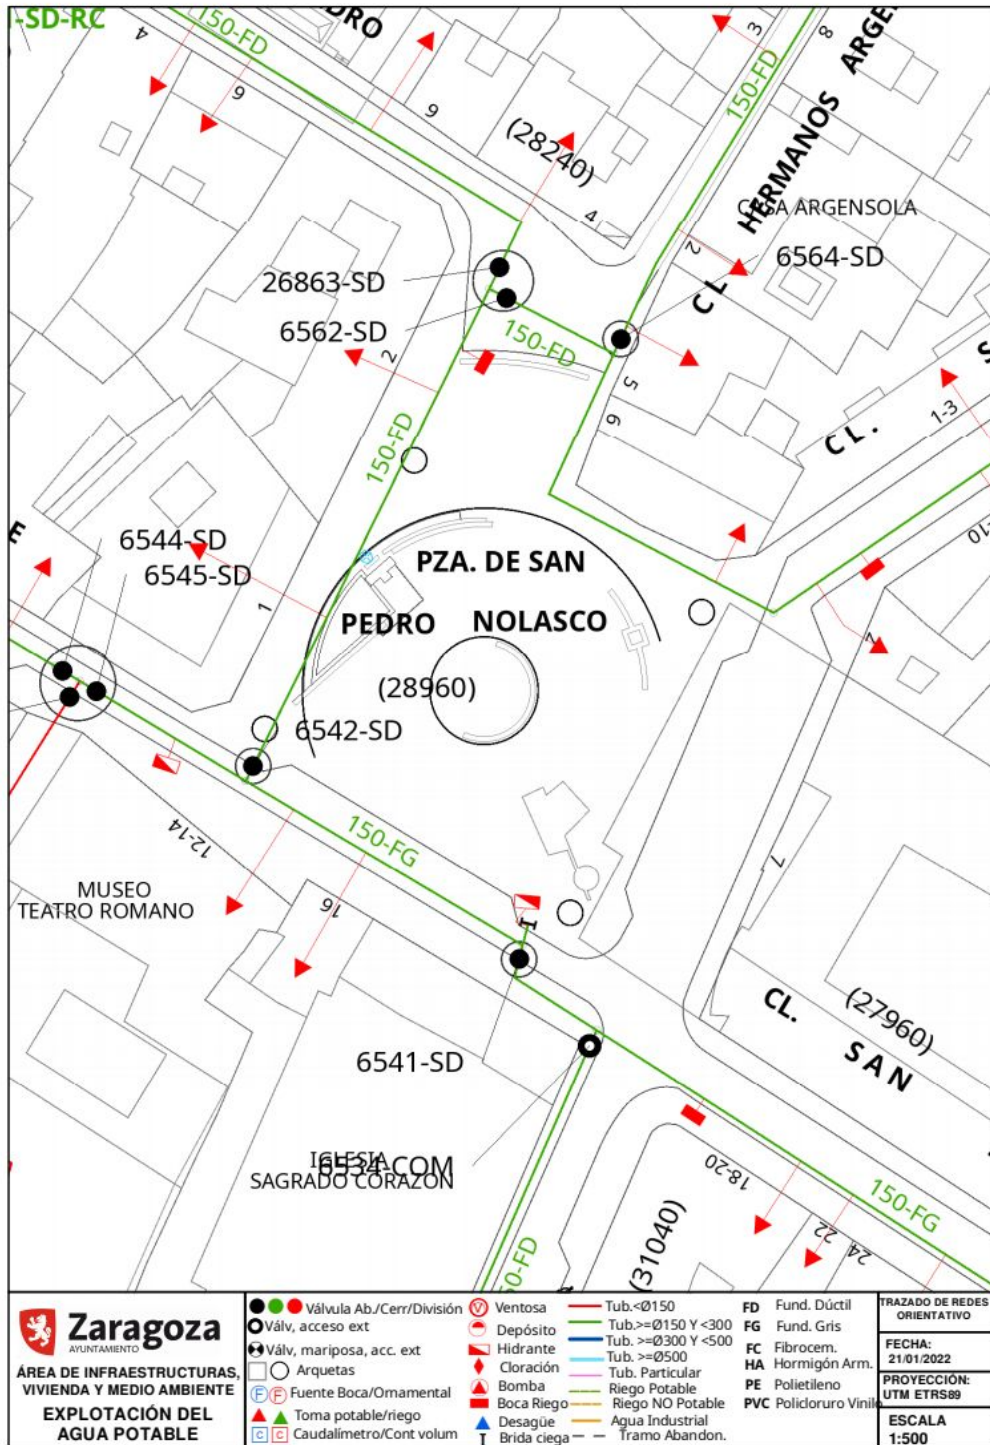 -SD-RC
150-FD
DRO
4
6
9
(28240)
4
3
8
150-FD
CL HERMANOS ARGE
CASA ARGENSOLA
2
6564-SD
26863-SD
6562-SD
150-FD
2
5
6
150-FD
CL.
S
1-3
10
E
6544-SD
6545-SD
1
PZA. DE SAN
PEDRO NOLASCO
(28960)
2
6542-SD
150-FG
12-14
MUSEO
TEATRO ROMANO
16
7
I
CL. SAN
(27960)
6541-SD
IGLESIA
SAGRADO CORAZÓN
6534-COM
18-20
22
24
150-FG
(31040)
50-FD
Zaragoza
AYUNTAMIENTO
ÁREA DE INFRAESTRUCTURAS,
VIVIENDA Y MEDIO AMBIENTE
EXPLOTACIÓN DEL
AGUA POTABLE
Válvula Ab./Cerr/División
Válv, acceso ext
Válv, mariposa, acc. ext
Arquetas
F F Fuente Boca/Ornamental
Toma potable/riego
C C Caudalímetro/Cont volum
V Ventosa
Depósito
Hidrante
Cloración
Bomba
Boca Riego
Desagüe
I Brida ciega
Tub.<Ø150
Tub.>=Ø150 Y <300
Tub.>=Ø300 Y <500
Tub. >=Ø500
Tub. Particular
Riego Potable
Riego NO Potable
Agua Industrial
Tramo Abandon.
FD Fund. Dúctil
FG Fund. Gris
FC Fibrocem.
HA Hormigón Arm.
PE Polietileno
PVC Policloruro Vinilo
TRAZADO DE REDES
ORIENTATIVO
FECHA:
21/01/2022
PROYECCIÓN:
UTM ETRS89
ESCALA
1:500